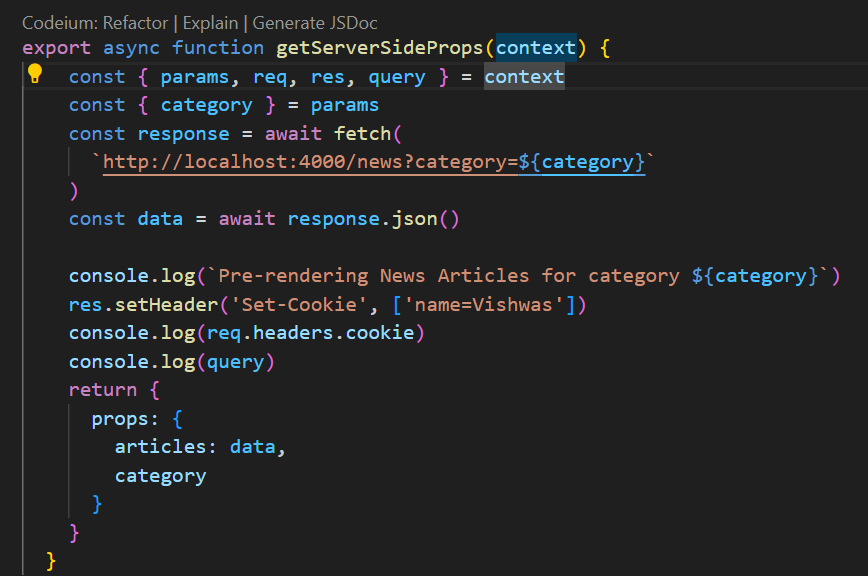 Codeium: Refactor | Explain | Generate JSDoc
export async function getServerSideProps(context) {
const { params, req, res, query } = context
const { category } = params
const response = await fetch(
`http://localhost:4000/news?category=${category}`
)
const data = await response.json()
console.log(`Pre-rendering News Articles for category ${category}`)
res.setHeader('Set-Cookie', ['name=Vishwas'])
console.log(req.headers.cookie)
console.log(query)
return {
props: {
articles: data,
category
}
}
}